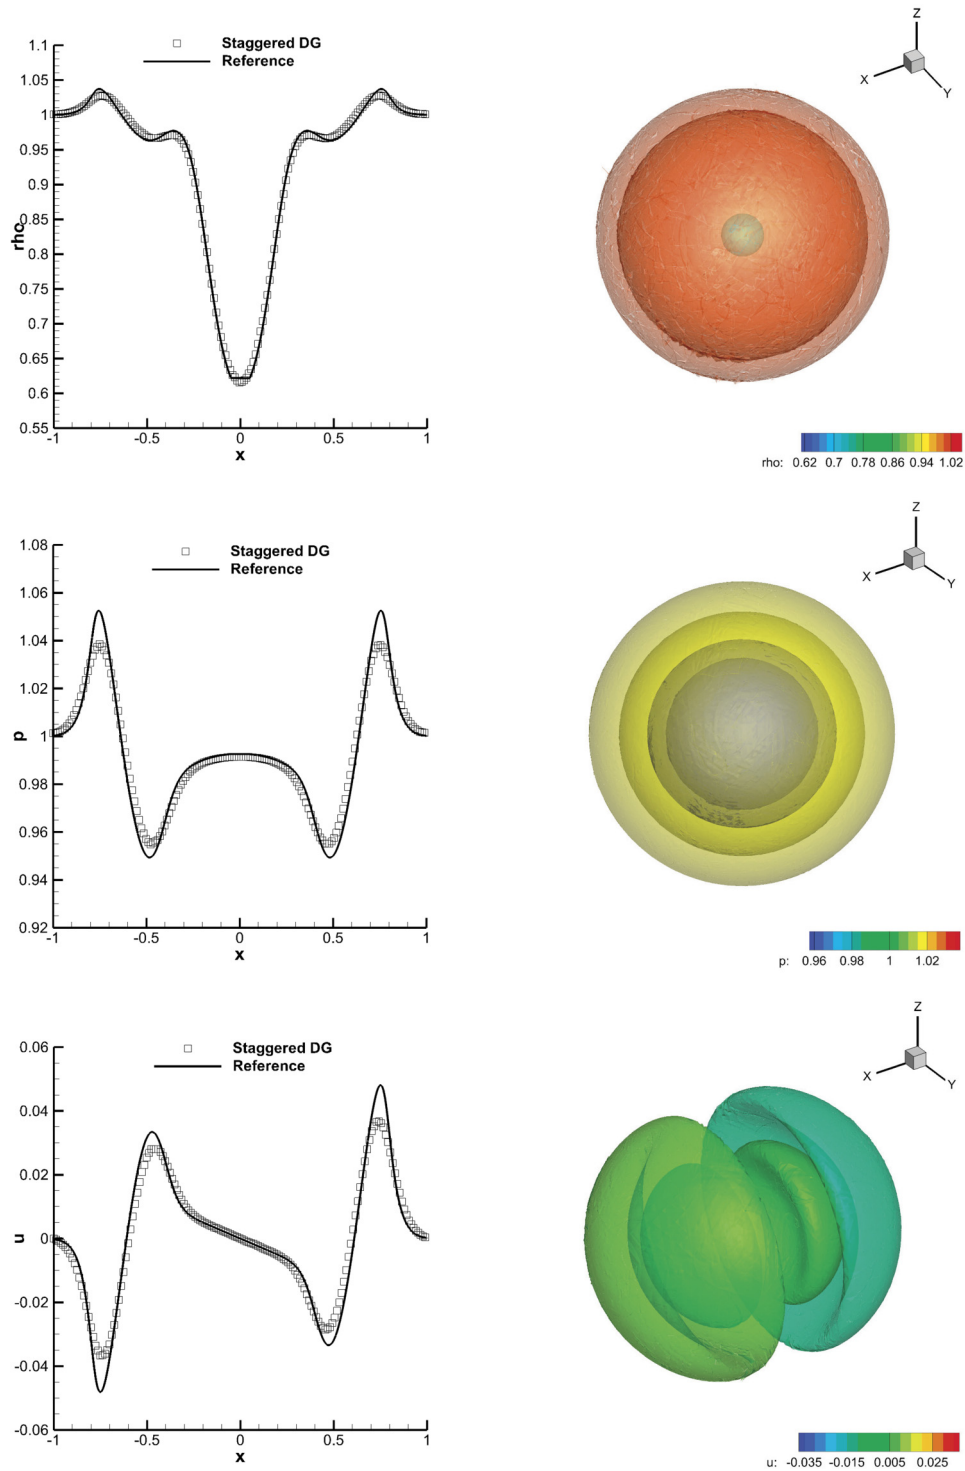 Staggered DG
Reference
1.1
1.05
1
0.95
0.9
0.85
0.8
0.75
0.7
0.65
0.6
0.55
rho
-1 -0.5 0 0.5 1
x
Z
X
Y
rho: 0.62 0.7 0.78 0.86 0.94 1.02
Staggered DG
Reference
1.08
1.06
1.04
1.02
1
0.98
0.96
0.94
0.92
p
-1 -0.5 0 0.5 1
x
Z
X
Y
p: 0.96 0.98 1 1.02
Staggered DG
Reference
0.06
0.04
0.02
0
-0.02
-0.04
-0.06
u
-1 -0.5 0 0.5 1
x
Z
X
Y
u: -0.035 -0.015 0.005 0.025